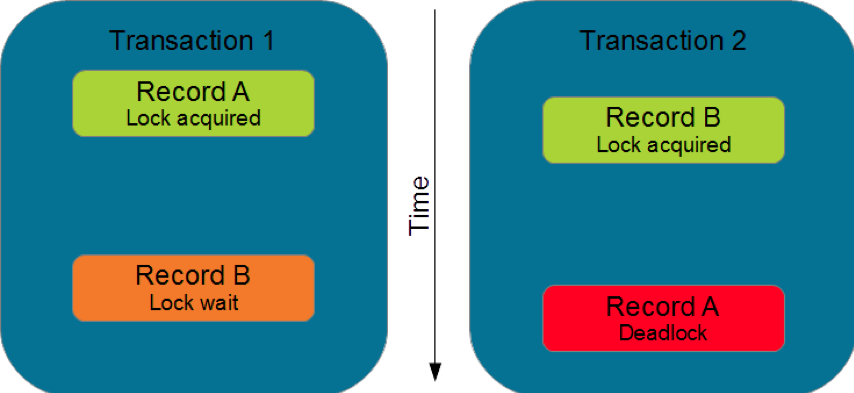 Transaction 1
Record A
Lock acquired
Record B
Lock wait
Time
Transaction 2
Record B
Lock acquired
Record A
Deadlock